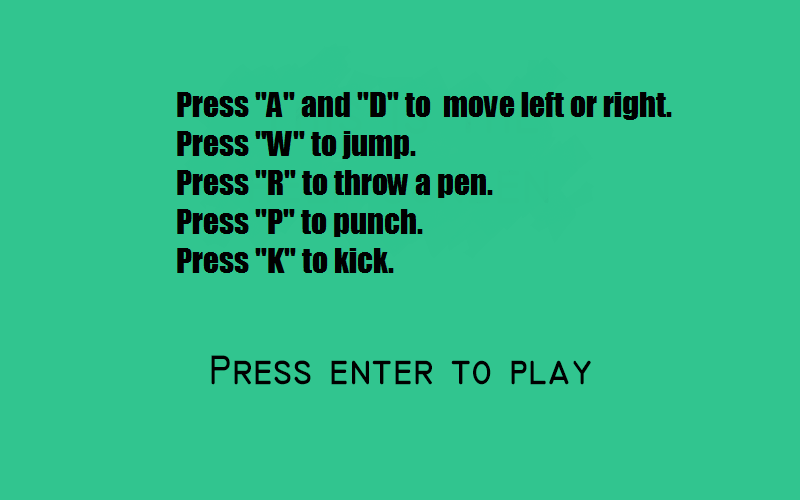 Press "A" and "D" to  move left or right.
Press "W" to jump.
Press "R" to throw a pen.
Press "P" to punch.
Press "K" to kick.
Press enter to play